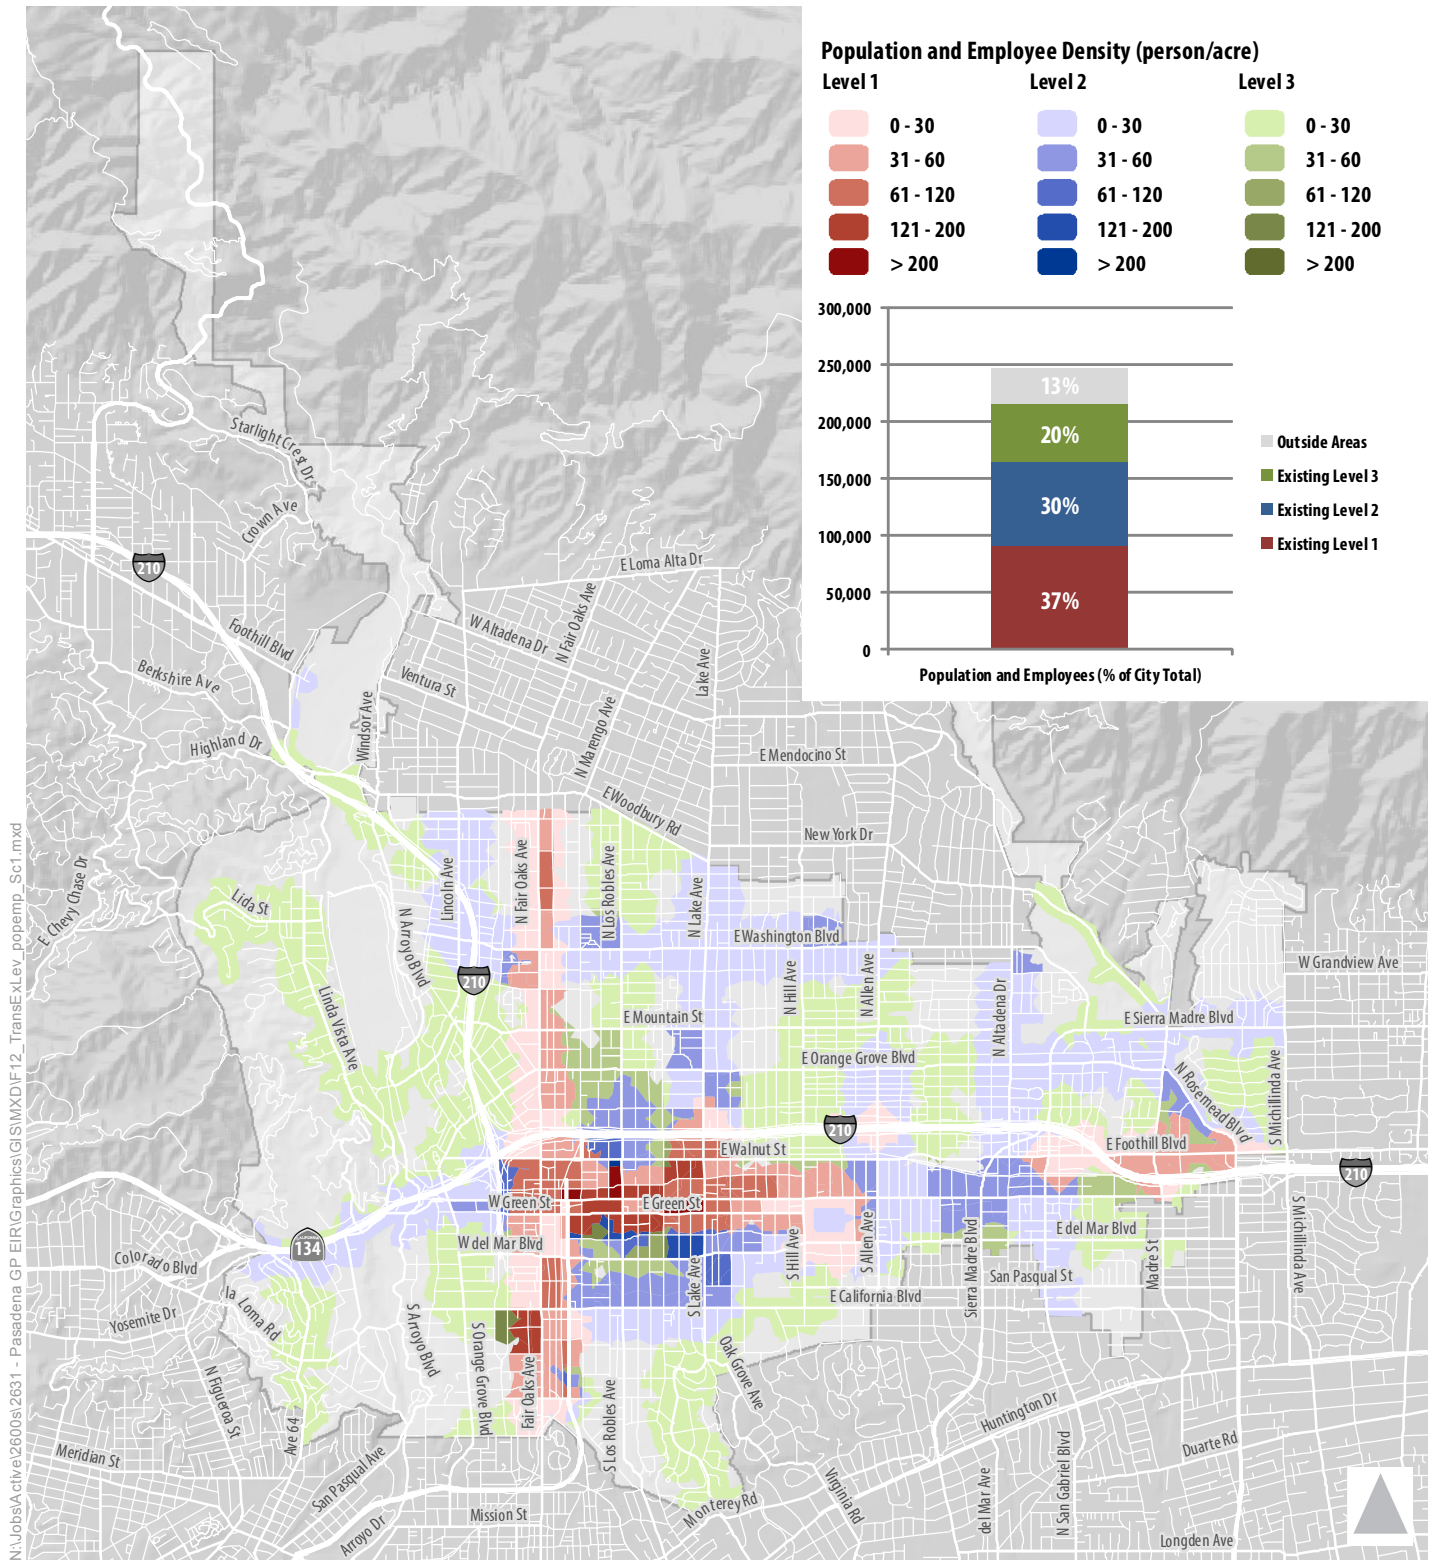 Population and Employee Density (person/acre)
Level 1
Level 2
Level 3
0 - 30
0 - 30
0 - 30
31 - 60
31 - 60
31 - 60
61 - 120
61 - 120
61 - 120
121 - 200
121 - 200
121 - 200
> 200
> 200
> 200
300,000
250,000
200,000
150,000
100,000
50,000
0
13%
20%
30%
37%
Outside Areas
Existing Level 3
Existing Level 2
Existing Level 1
Population and Employees (% of City Total)
Starlight Crest Dr
Crown Ave
210
E Loma Alta Dr
Foothill Blvd
W Altadena Dr
N Fair Oaks Ave
Berkshire Ave
Ventura St
Lake Ave
Windsor Ave
Highland Dr
N Marengo Ave
E Mendocino St
E Woodbury Rd
New York Dr
E Chevy Chase Dr
Lida St
N Arroyo Blvd
Lincoln Ave
N Fair Oaks Ave
N Los Robles Ave
N Lake Ave
E Washington Blvd
N Hill Ave
N Allen Ave
W Grandview Ave
210
Linda Vista Ave
E Mountain St
N Altadena Dr
E Sierra Madre Blvd
E Orange Grove Blvd
N Rosemead Blvd
S Michillinda Ave
210
E Walnut St
E Foothill Blvd
210
W Green St
E Green St
134
W del Mar Blvd
E del Mar Blvd
Colorado Blvd
S Hill Ave
S Allen Ave
Sierra Madre Blvd
Madre St
S Michillinda Ave
San Pasqual St
la Loma Rd
S Lake Ave
E California Blvd
Yosemite Dr
S Arroyo Blvd
S Orange Grove Blvd
Fair Oaks Ave
Oak Grove Ave
N Figueroa St
S Los Robles Ave
Ave 64
Huntington Dr
Meridian St
San Pasqual Ave
Duarte Rd
Virginia Rd
del Mar Ave
N San Gabriel Blvd
Monterey Rd
Arroyo Dr
Mission St
Longden Ave
N:\Jobs\Active\2600s\2631 - Pasadena GP EIR\Graphics\GIS\MXD\F12_TransExLev_popemp_Sc1.mxd